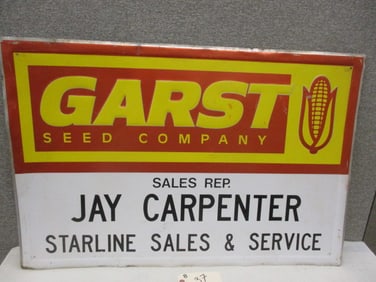 GARST
SEED COMPANY
SALES REP.
JAY CARPENTER
STARLINE SALES & SERVICE